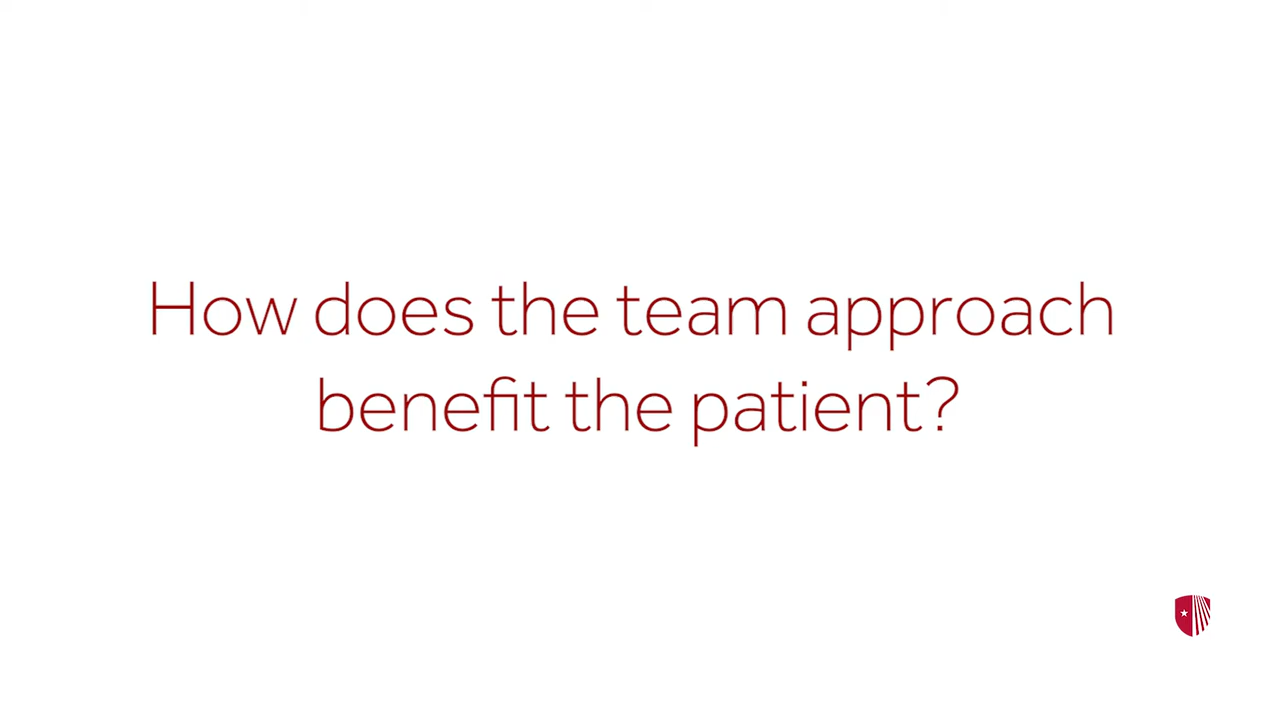 How does the team approach
benefit the patient?